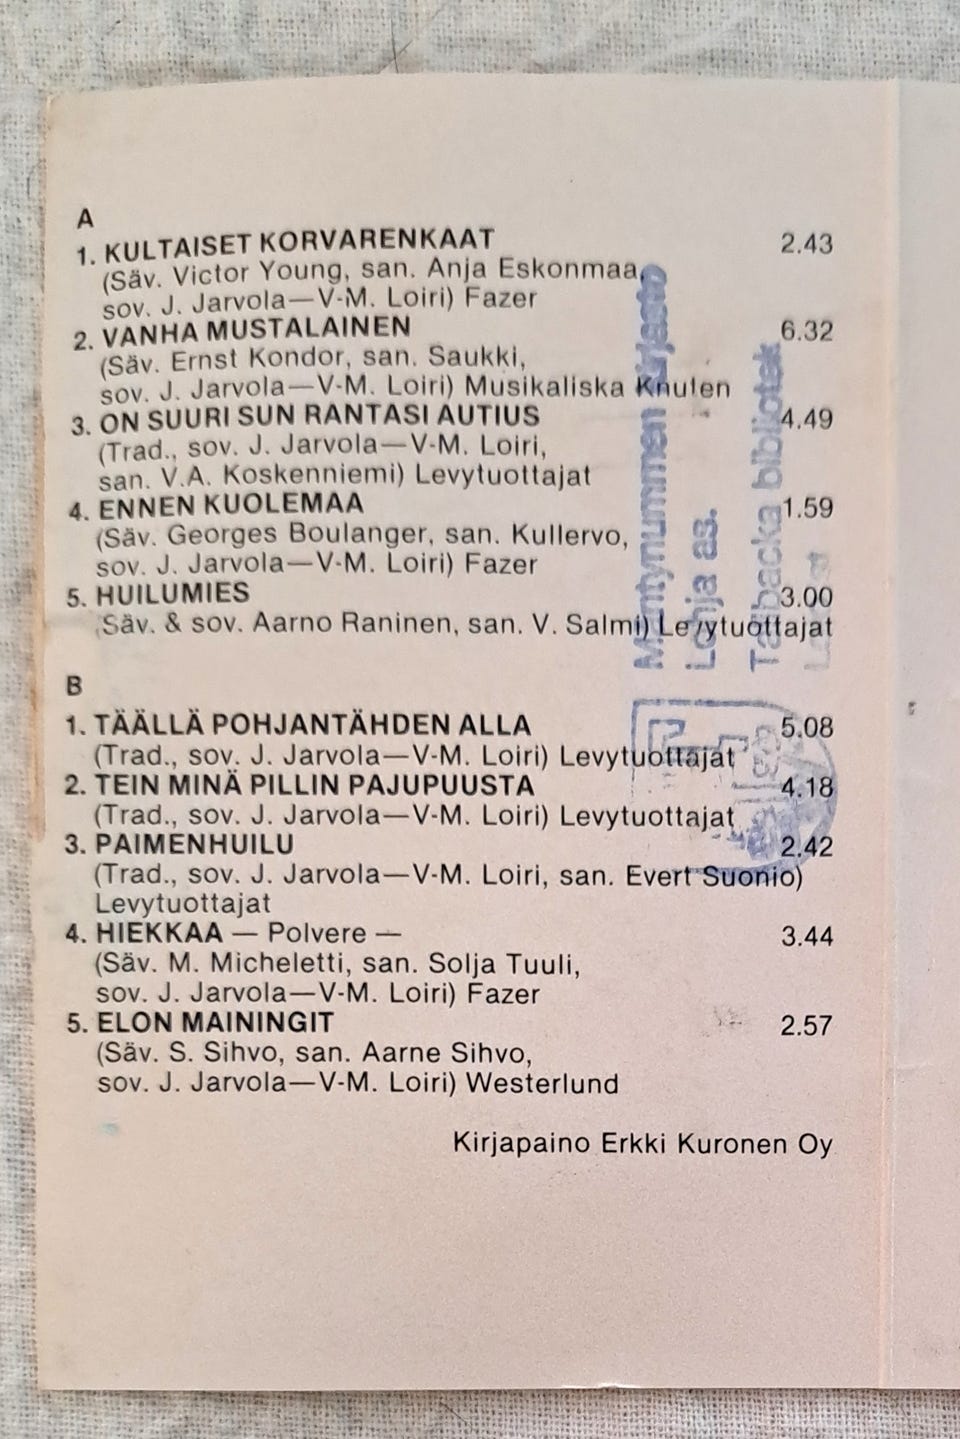 A
1. KULTAISET KORVARENKAAT 2.43
(Säv. Victor Young, san. Anja Eskonmaa,
sov. J. Jarvola—V-M. Loiri) Fazer
2. VANHA MUSTALAINEN 6.32
(Säv. Ernst Kondor, san. Saukki,
sov. J. Jarvola—V-M. Loiri) Musikaliska Knuten
3. ON SUURI SUN RANTASI AUTIUS 4.49
(Trad., sov. J. Jarvola—V-M. Loiri,
san. V.A. Koskenniemi) Levytuottajat
4. ENNEN KUOLEMAA 1.59
(Säv. Georges Boulanger, san. Kullervo,
sov. J. Jarvola—V-M. Loiri) Fazer
5. HUILUMIES 3.00
(Säv. & sov. Aarno Raninen, san. V. Salmi) Levytuottajat
B
1. TÄÄLLÄ POHJANTÄHDEN ALLA 5.08
(Trad., sov. J. Jarvola—V-M. Loiri) Levytuottajat
2. TEIN MINÄ PILLIN PAJUPUUSTA 4.18
(Trad., sov. J. Jarvola—V-M. Loiri) Levytuottajat
3. PAIMENHUILU 2.42
(Trad., sov. J. Jarvola—V-M. Loiri, san. Evert Suonio)
Levytuottajat
4. HIEKKAA — Polvere — 3.44
(Säv. M. Micheletti, san. Solja Tuuli,
sov. J. Jarvola—V-M. Loiri) Fazer
5. ELON MAININGIT 2.57
(Säv. S. Sihvo, san. Aarne Sihvo,
sov. J. Jarvola—V-M. Loiri) Westerlund
Kirjapaino Erkki Kuronen Oy
Mäntynummen kirjasto
Lohja as.
Tallbacka bibliotek